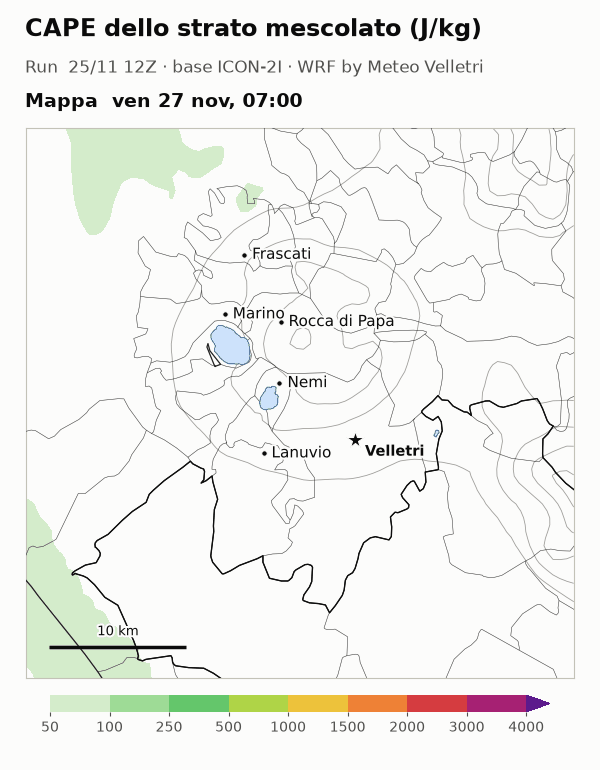 CAPE dello strato mescolato (J/kg)
Run  25/11 12Z · base ICON-2I · WRF by Meteo Velletri
Mappa  ven 27 nov, 07:00
Frascati
Marino
Rocca di Papa
Nemi
Lanuvio
Velletri
10 km
50 100 250 500 1000 1500 2000 3000 4000